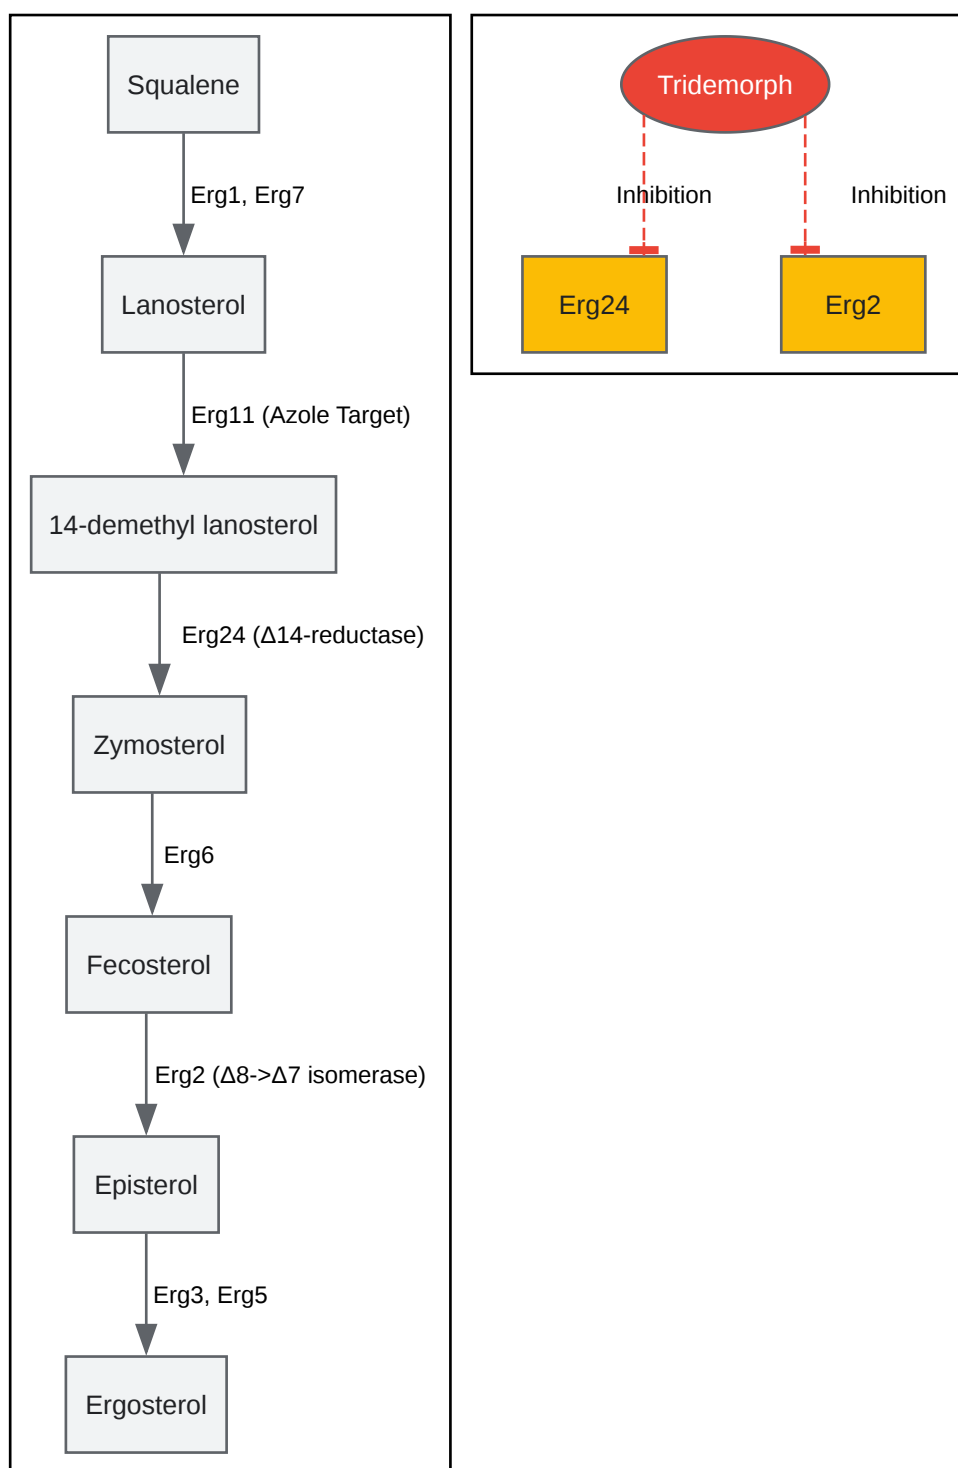 Squalene
Erg1, Erg7
Lanosterol
Erg11 (Azole Target)
14-demethyl lanosterol
Erg24 (Δ14-reductase)
Zymosterol
Erg6
Fecosterol
Erg2 (Δ8->Δ7 isomerase)
Episterol
Erg3, Erg5
Ergosterol
Tridemorph
Inhibition
Inhibition
Erg24
Erg2